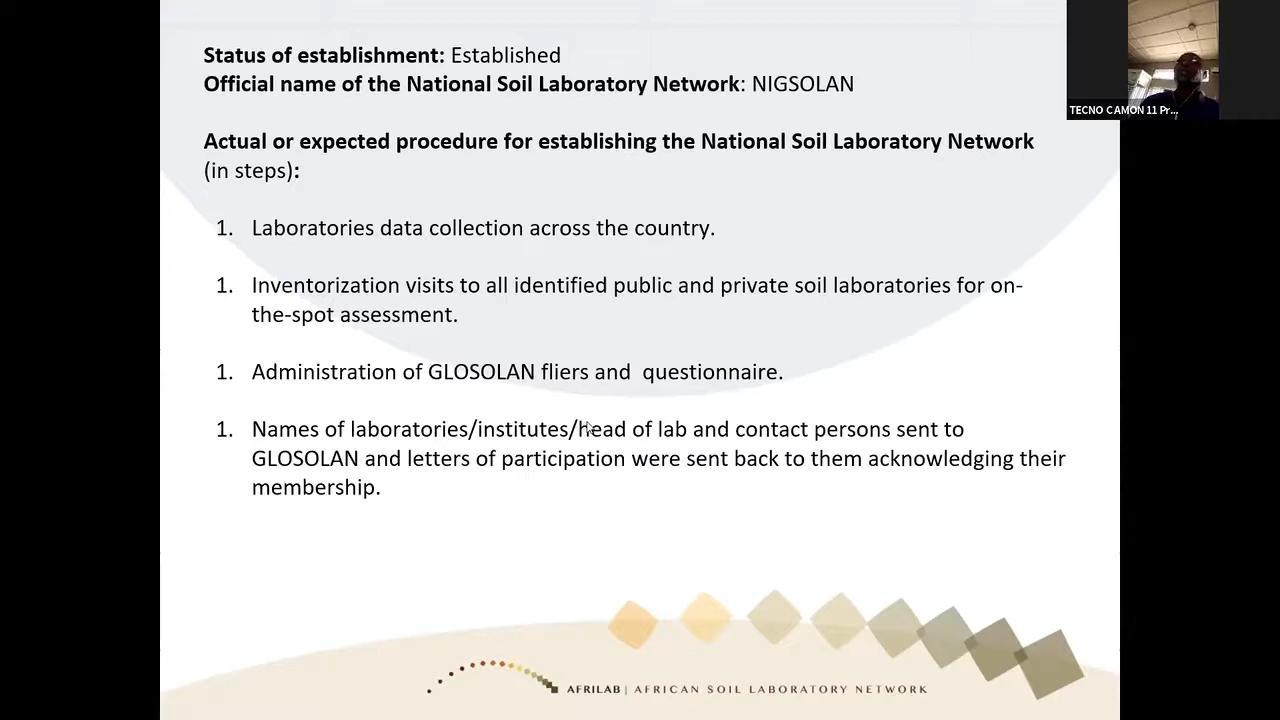 Status of establishment: Established
Official name of the National Soil Laboratory Network: NIGSOLAN
Actual or expected procedure for establishing the National Soil Laboratory Network
(in steps):
1. Laboratories data collection across the country.
1. Inventorization visits to all identified public and private soil laboratories for on-
the-spot assessment.
1. Administration of GLOSOLAN fliers and questionnaire.
1. Names of laboratories/institutes/head of lab and contact persons sent to
GLOSOLAN and letters of participation were sent back to them acknowledging their
membership.
AFRILAB | AFRICAN SOIL LABORATORY NETWORK
TECNO CAMON 11 Pr...